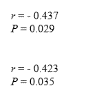 r = - 0.437
P = 0.029
r = - 0.423
P = 0.035